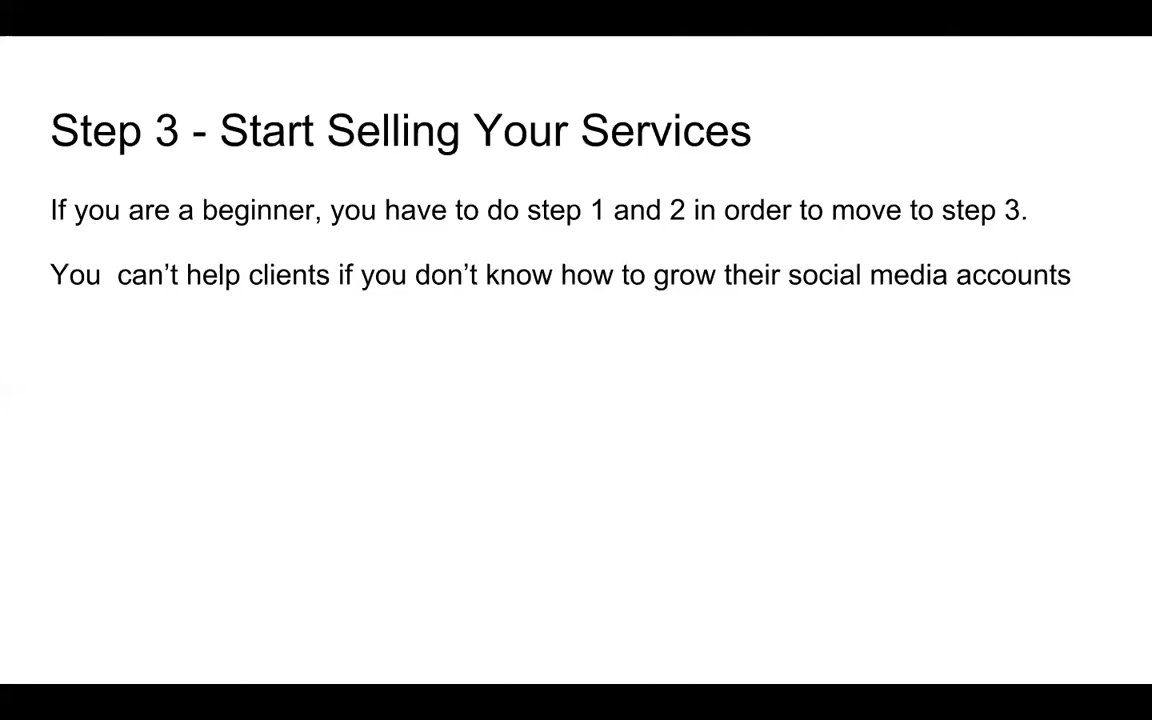 Step 3 - Start Selling Your Services
If you are a beginner, you have to do step 1 and 2 in order to move to step 3.
You  can’t help clients if you don’t know how to grow their social media accounts